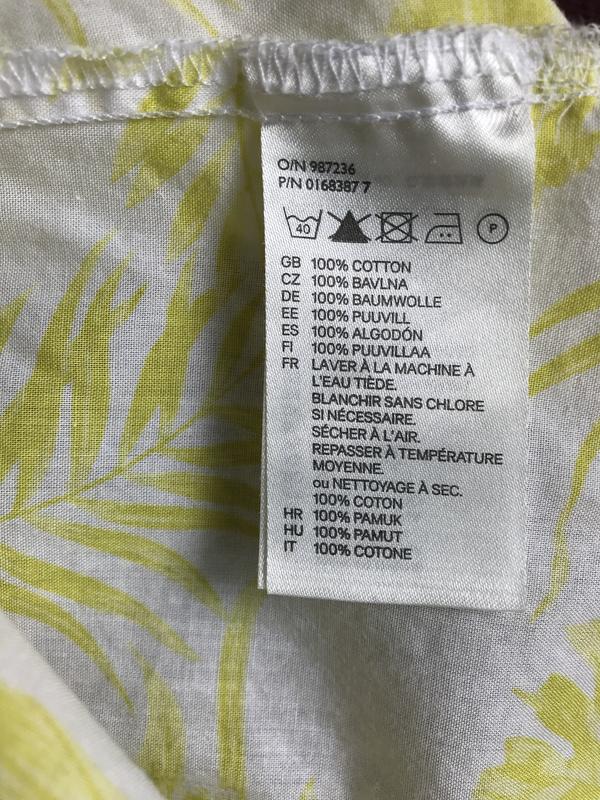 O/N 987236
P/N 0168387 7
40 P
GB 100% COTTON
CZ 100% BAVLNA
DE 100% BAUMWOLLE
EE 100% PUUVILL
ES 100% ALGODÓN
FI 100% PUUVILLAA
FR LAVER À LA MACHINE À
L'EAU TIÈDE.
BLANCHIR SANS CHLORE
SI NÉCESSAIRE.
SÉCHER À L'AIR.
REPASSER À TEMPÉRATURE
MOYENNE.
ou NETTOYAGE À SEC.
100% COTON
HR 100% PAMUK
HU 100% PAMUT
IT 100% COTONE